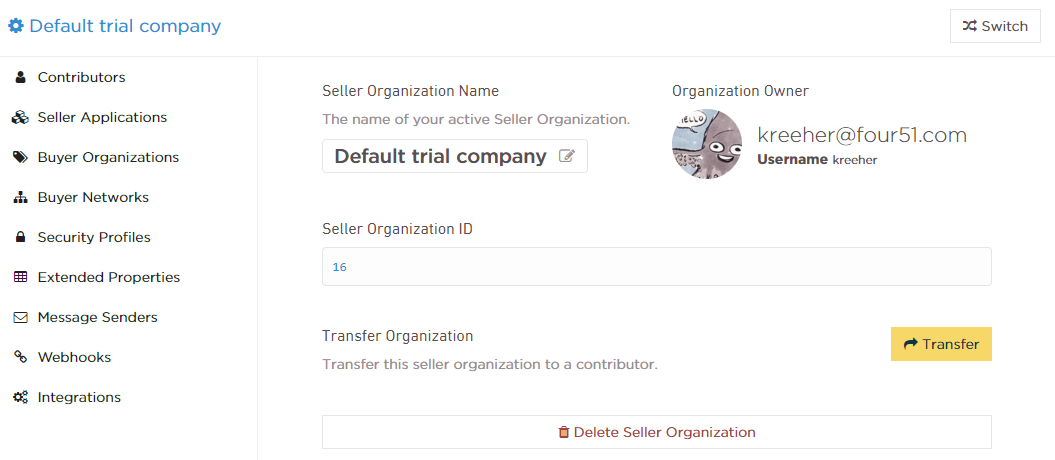 Default trial company
Switch
Contributors
Seller Applications
Buyer Organizations
Buyer Networks
Security Profiles
Extended Properties
Message Senders
Webhooks
Integrations
Seller Organization Name
The name of your active Seller Organization.
Default trial company
Organization Owner
HELLO
kreeher@four51.com
Username kreeher
Seller Organization ID
16
Transfer Organization
Transfer this seller organization to a contributor.
Transfer
Delete Seller Organization